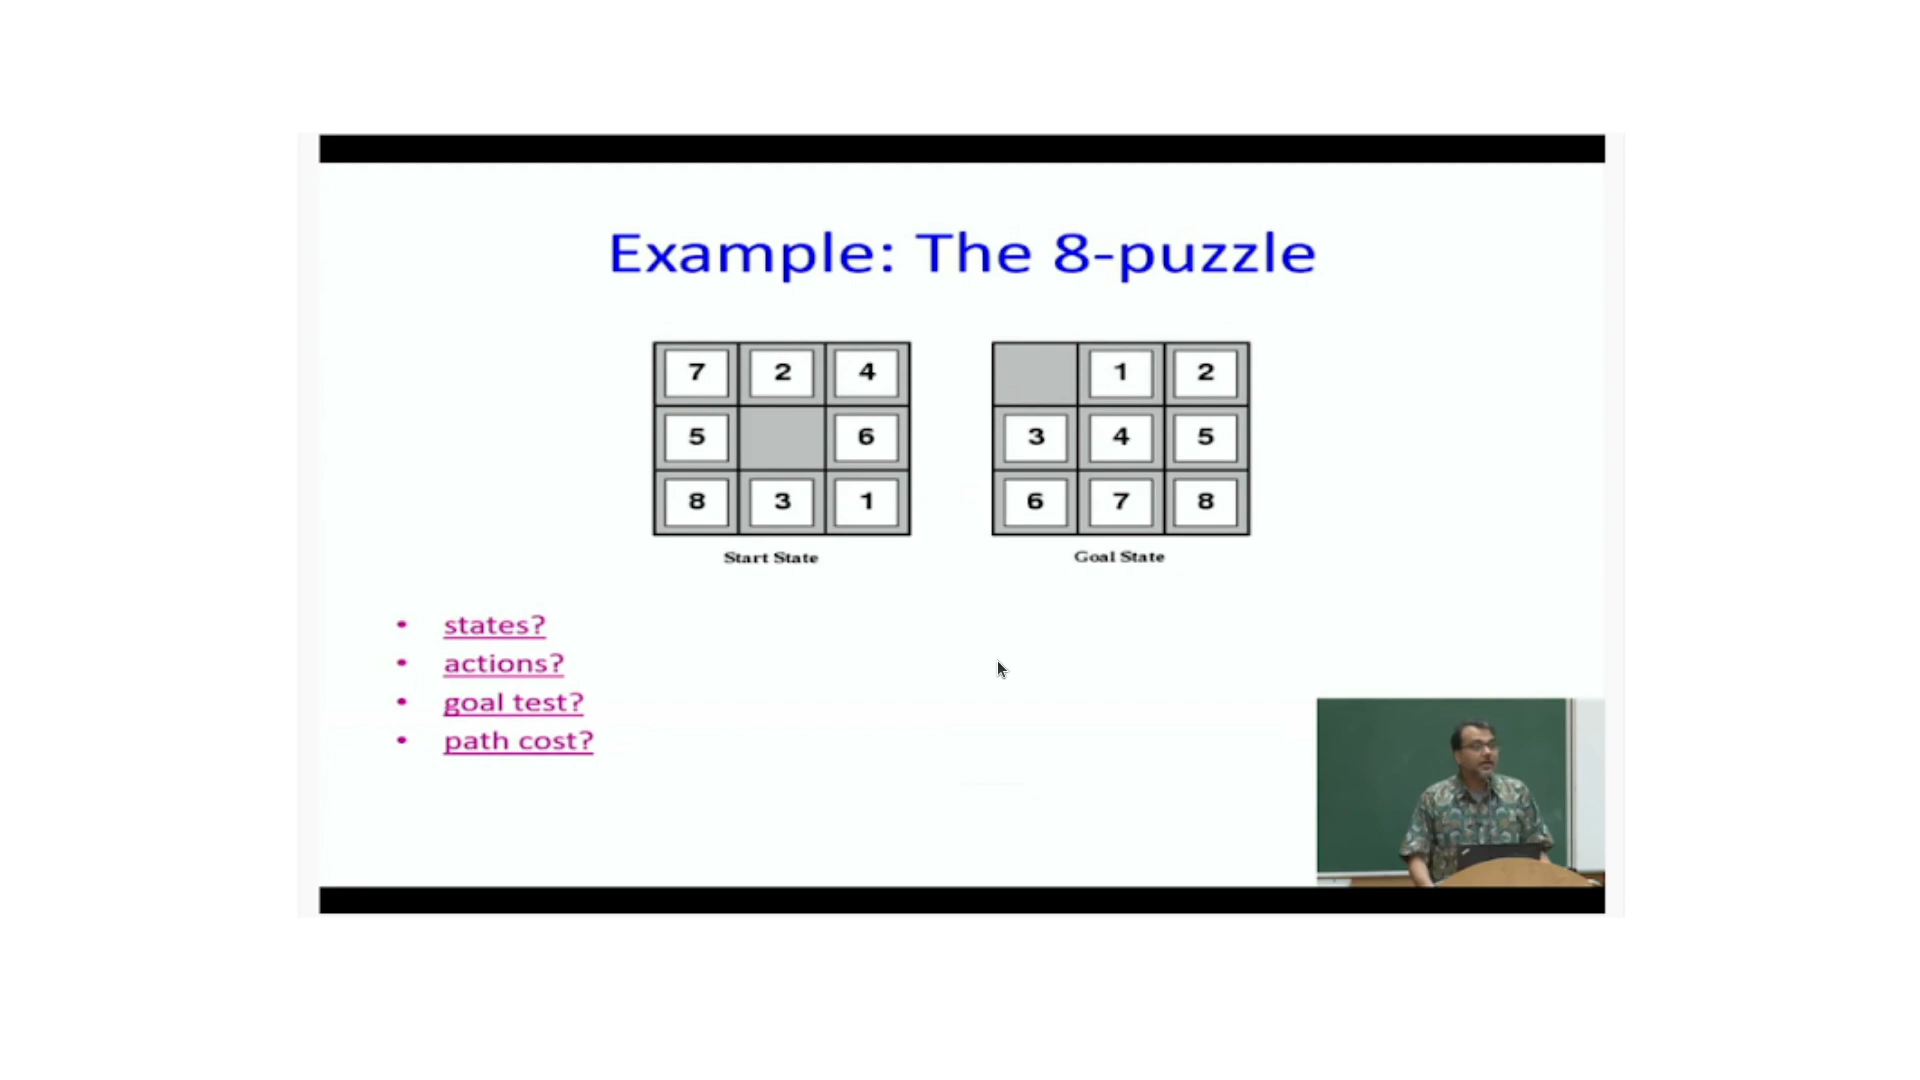 Example: The 8-puzzle
7 2 4
5 6
8 3 1
Start State
1 2
3 4 5
6 7 8
Goal State
• states?
• actions?
• goal test?
• path cost?